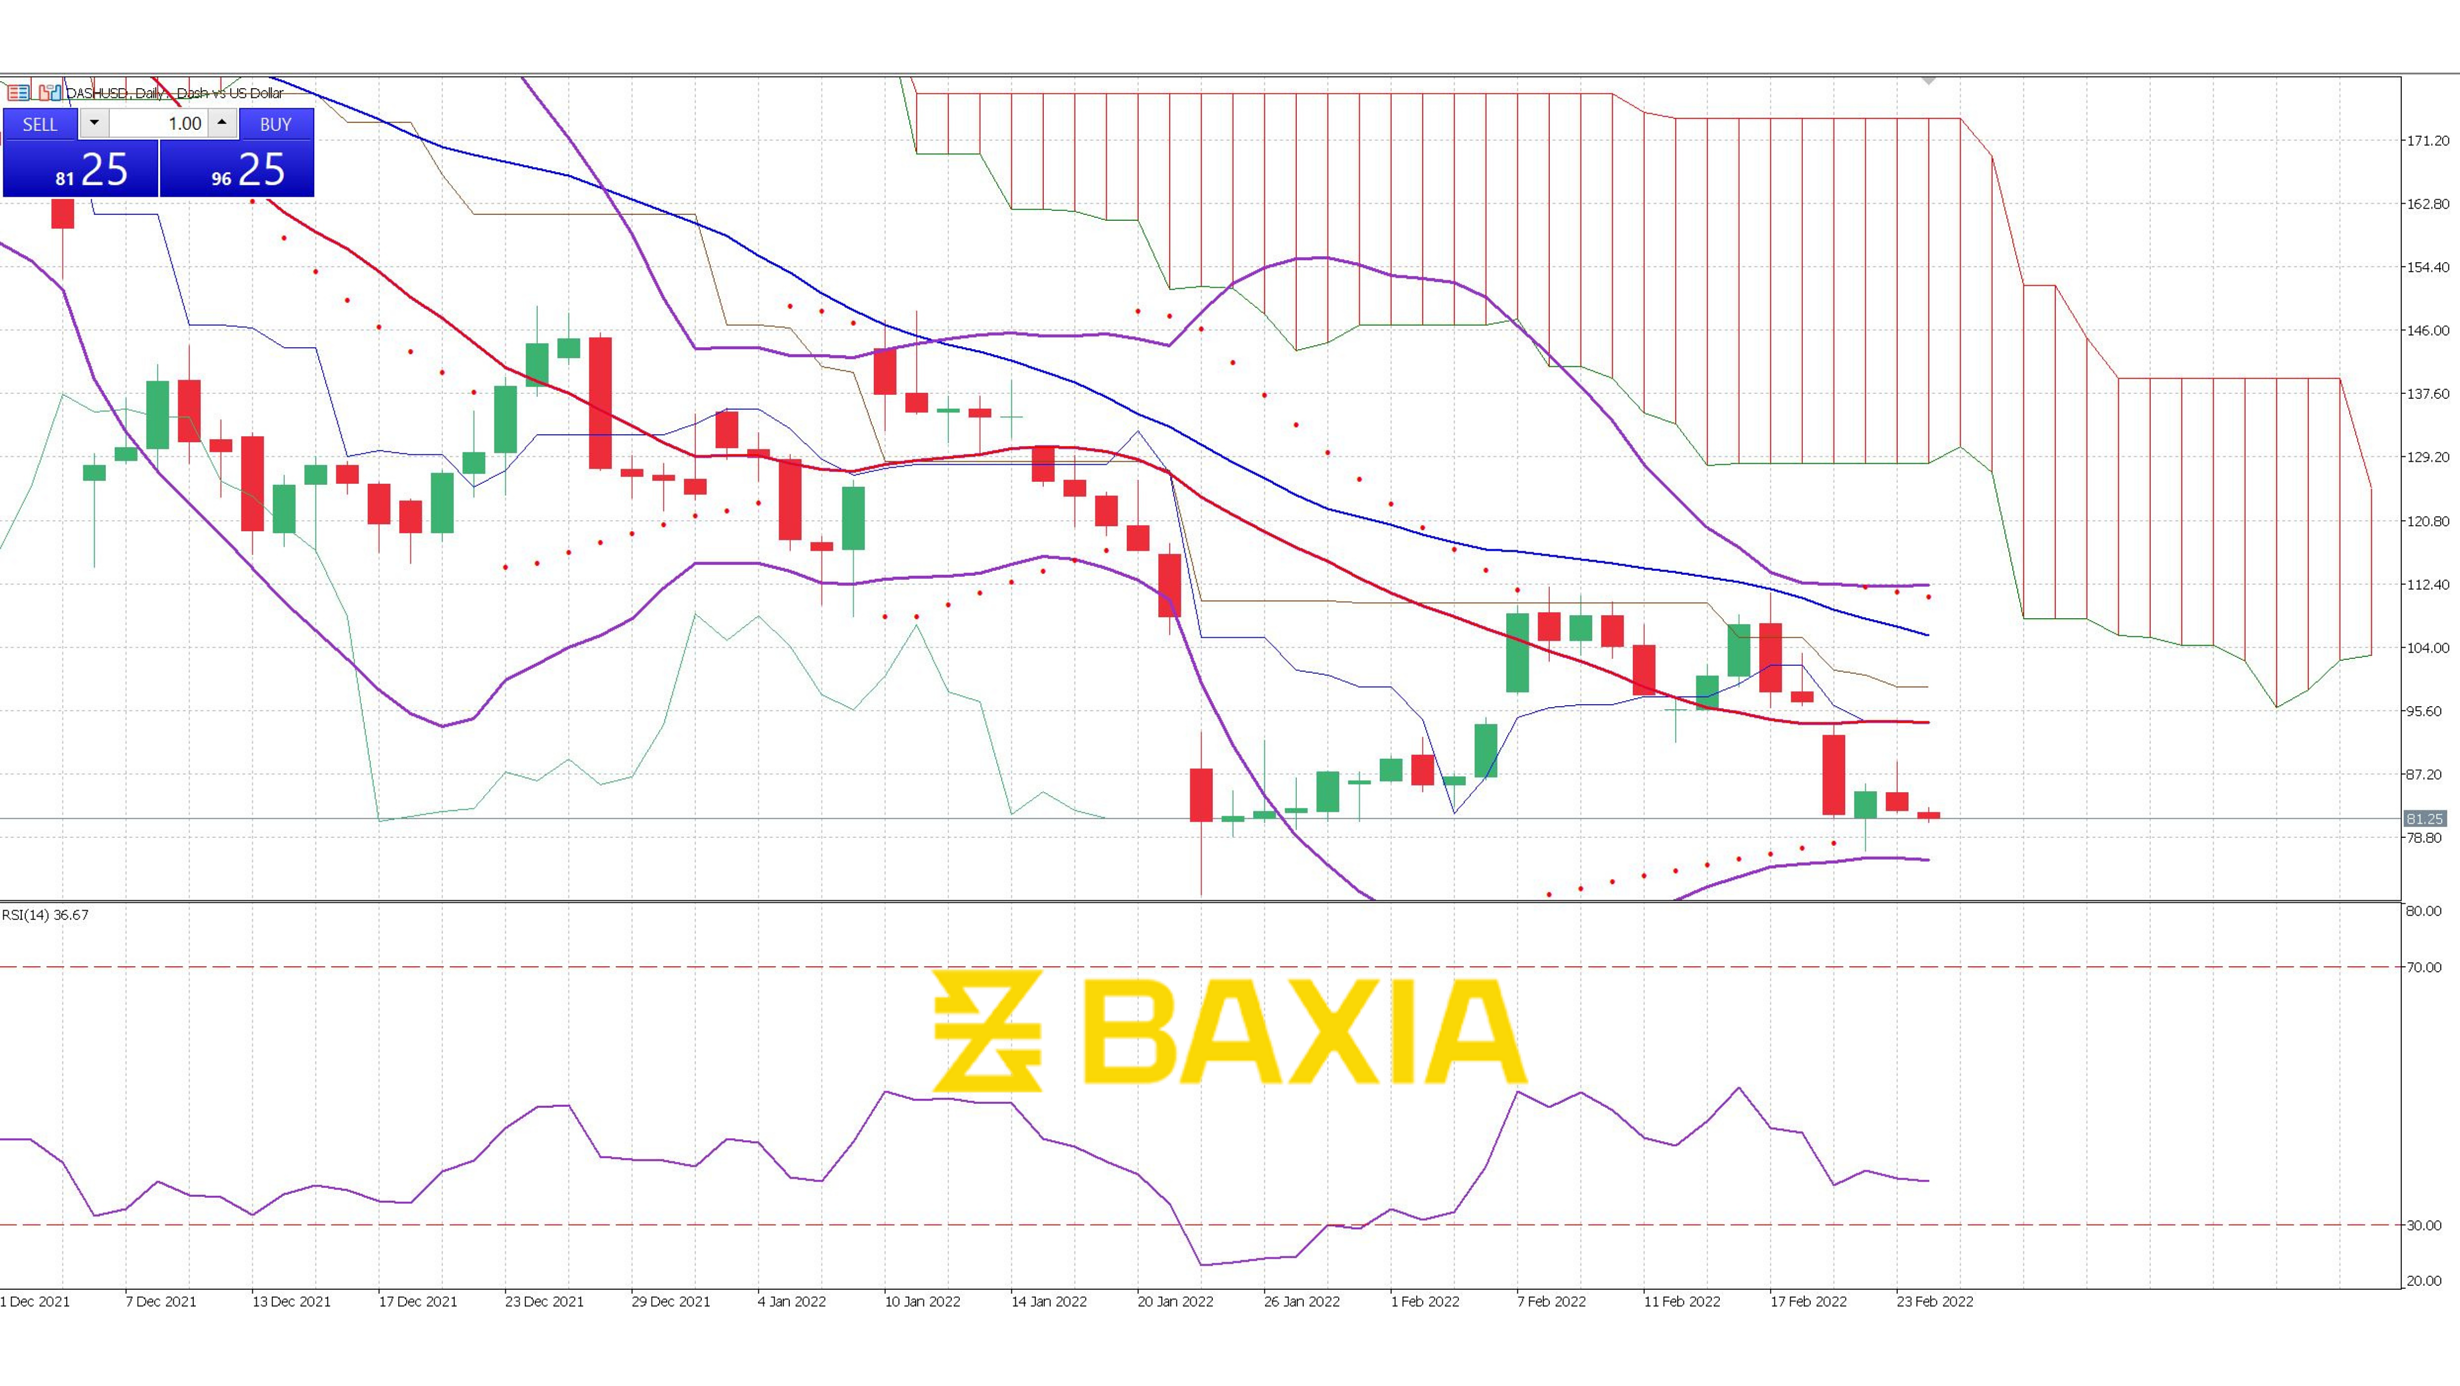 DASHUSD, Daily: Dash vs US Dollar
SELL 1.00 BUY
81 25 96 25
171.20
162.80
154.40
146.00
137.60
129.20
120.80
112.40
104.00
95.60
87.20
81.25
78.80
RSI(14) 36.67
80.00
70.00
BAXIA
30.00
20.00
1 Dec 2021 7 Dec 2021 13 Dec 2021 17 Dec 2021 23 Dec 2021 29 Dec 2021 4 Jan 2022 10 Jan 2022 14 Jan 2022 20 Jan 2022 26 Jan 2022 1 Feb 2022 7 Feb 2022 11 Feb 2022 17 Feb 2022 23 Feb 2022